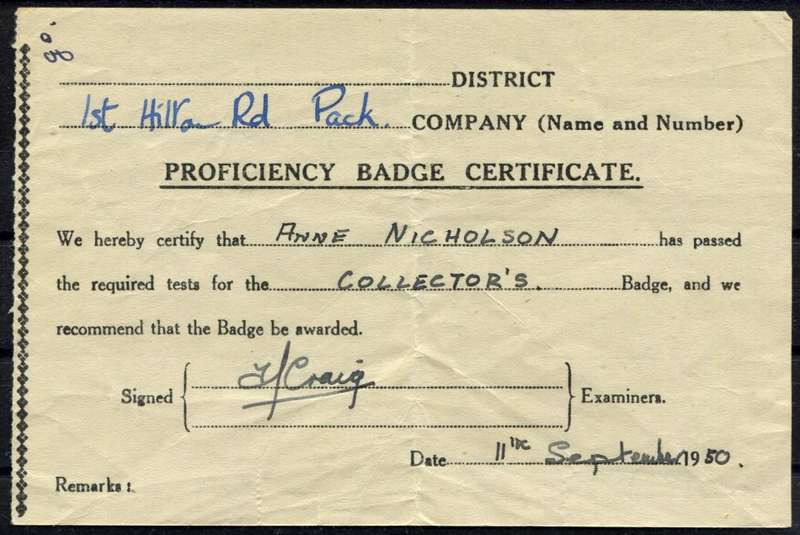 DISTRICT
1st Hillton Rd Pack. COMPANY (Name and Number)
PROFICIENCY BADGE CERTIFICATE.
We hereby certify that ANNE NICHOLSON has passed
the required tests for the COLLECTOR'S. Badge, and we
recommend that the Badge be awarded.
Signed Craig Examiners.
Date 11th September 1950.
Remarks :